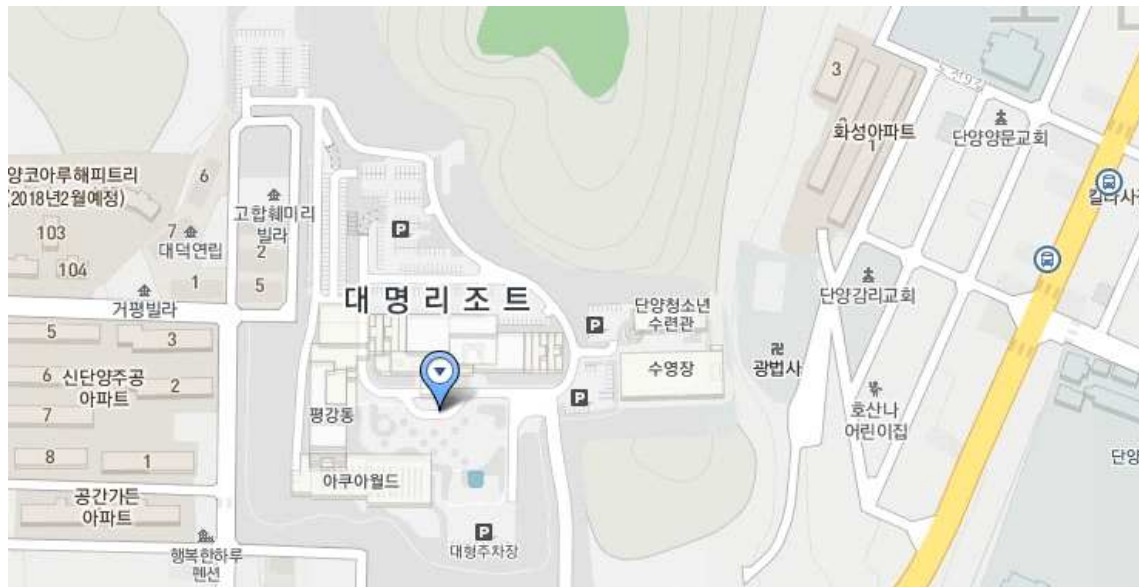 3
화성아파트
1
단양양문교회
양코아루해피트리
(2018년2월예정)
6
103
7
대덕연립
104
고합훼미리
빌라
2
1
5
거평빌라
P
대명리조트
단양청소년
수련관
P
수영장
단양감리교회
광법사
5
3
6
신단양주공
아파트
2
7
8
1
평강동
P
호산나
어린이집
단양
아쿠아월드
공간가든
아파트
P
대형주차장
행복한하루
펜션